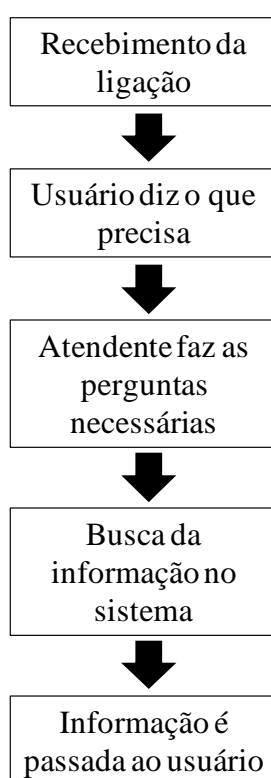 Recebimento da
ligação
Usuário diz o que
precisa
Atendente faz as
perguntas
necessárias
Busca da
informação no
sistema
Informação é
passada ao usuário